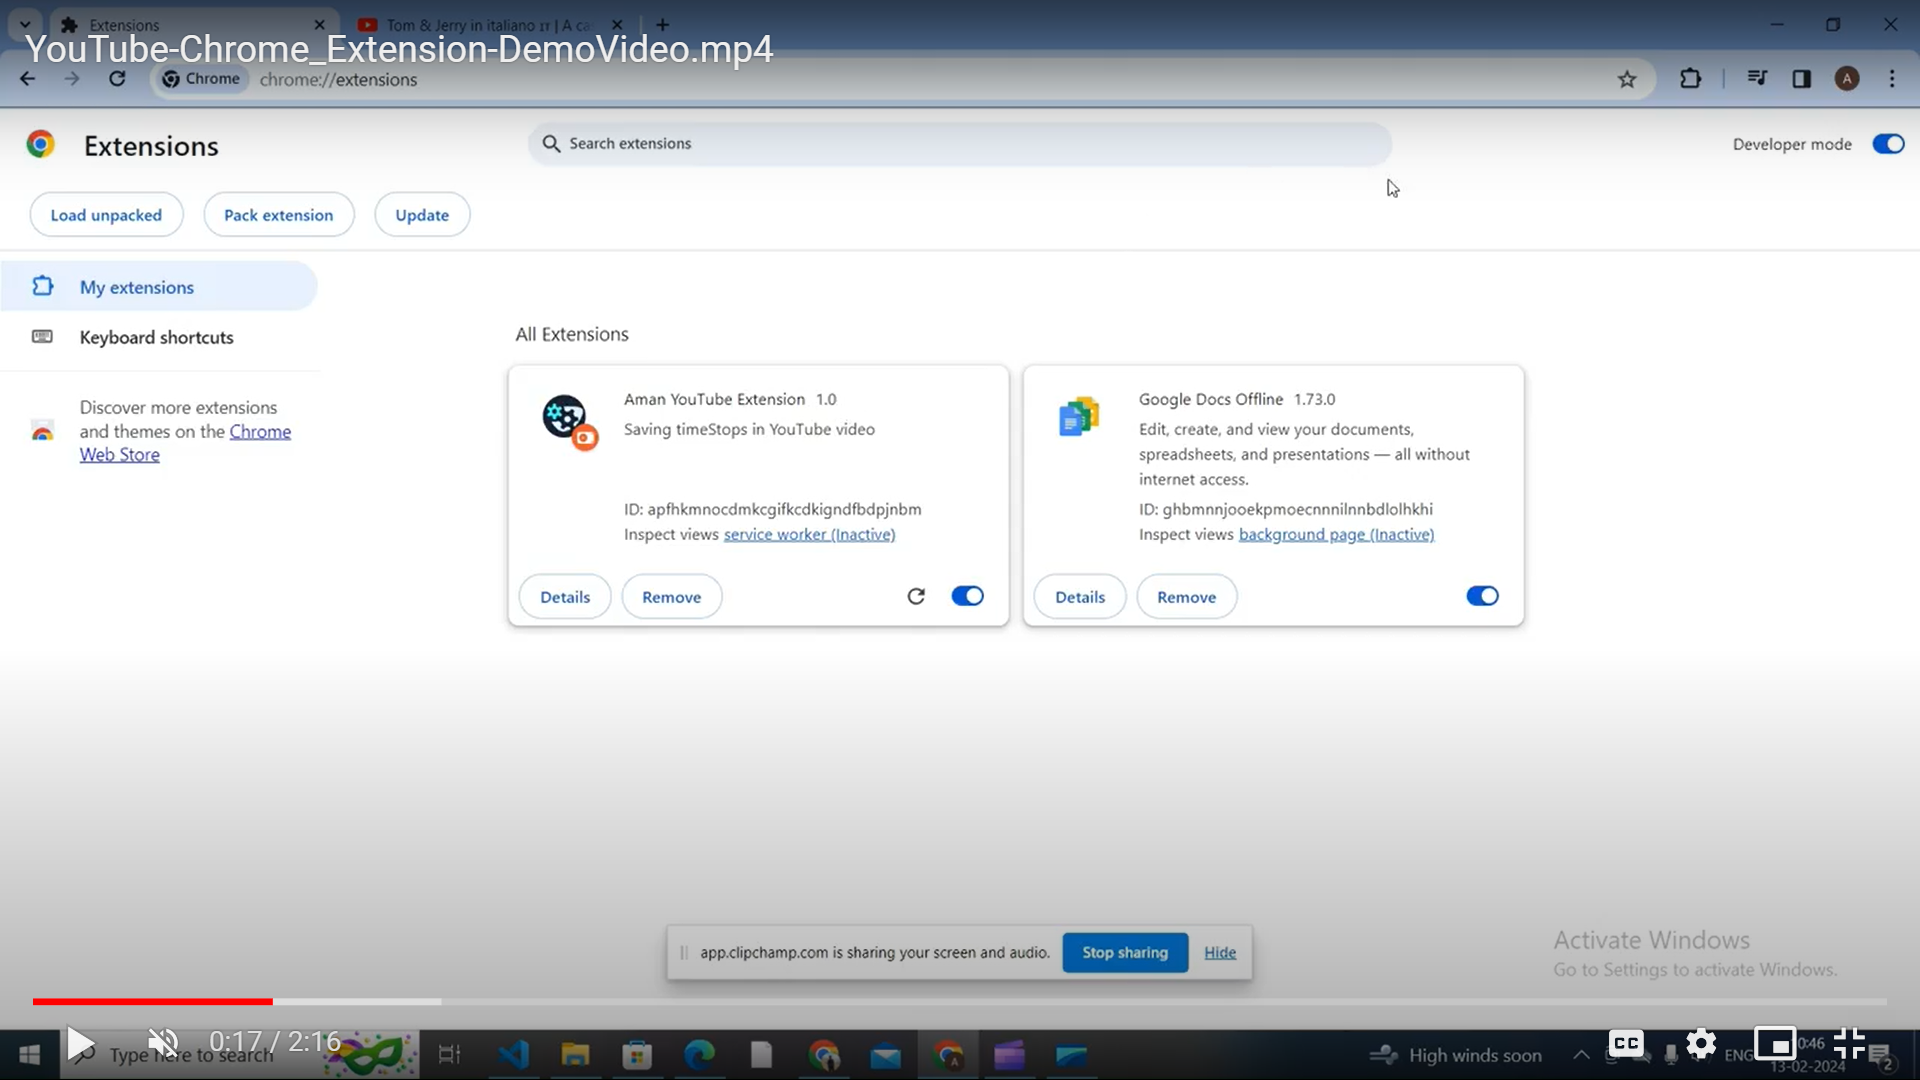 Extensions
Tom & Jerry in italiano
YouTube-Chrome_Extension-DemoVideo.mp4
Chrome
chrome://extensions
A
Extensions
Search extensions
Developer mode
Load unpacked
Pack extension
Update
My extensions
Keyboard shortcuts
Discover more extensions
and themes on the Chrome
Web Store
All Extensions
Aman YouTube Extension 1.0
Saving timeStops in YouTube video
ID: apfhkmnocdmkcgifkcdkigndfbdpjnbm
Inspect views service worker (Inactive)
Details
Remove
Google Docs Offline 1.73.0
Edit, create, and view your documents,
spreadsheets, and presentations — all without
internet access.
ID: ghbmnnjooekpmoecnnnilnnbdlolhkhi
Inspect views background page (Inactive)
Details
Remove
app.clipchamp.com is sharing your screen and audio.
Stop sharing
Hide
Activate Windows
Go to Settings to activate Windows.
0:17 / 2:16
Type here to search
High winds soon
CC
ENG
0:46
13-02-2024
2